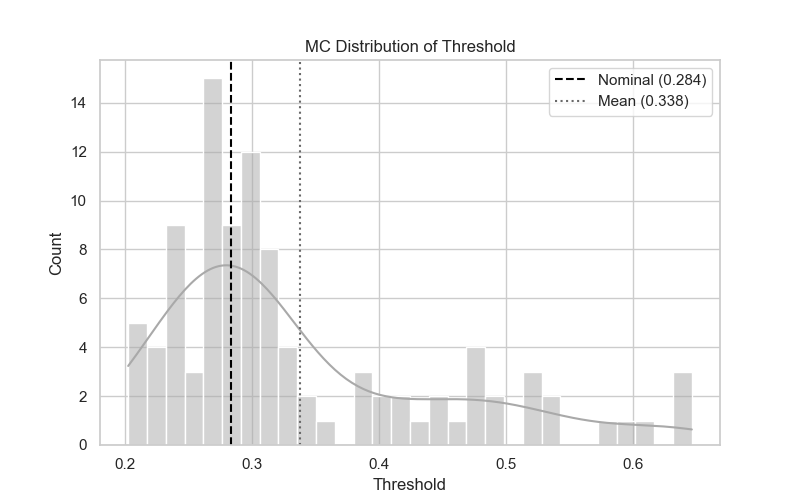 MC Distribution of Threshold
Nominal (0.284)
Mean (0.338)
14
12
10
8
6
4
2
0
Count
0.2 0.3 0.4 0.5 0.6
Threshold